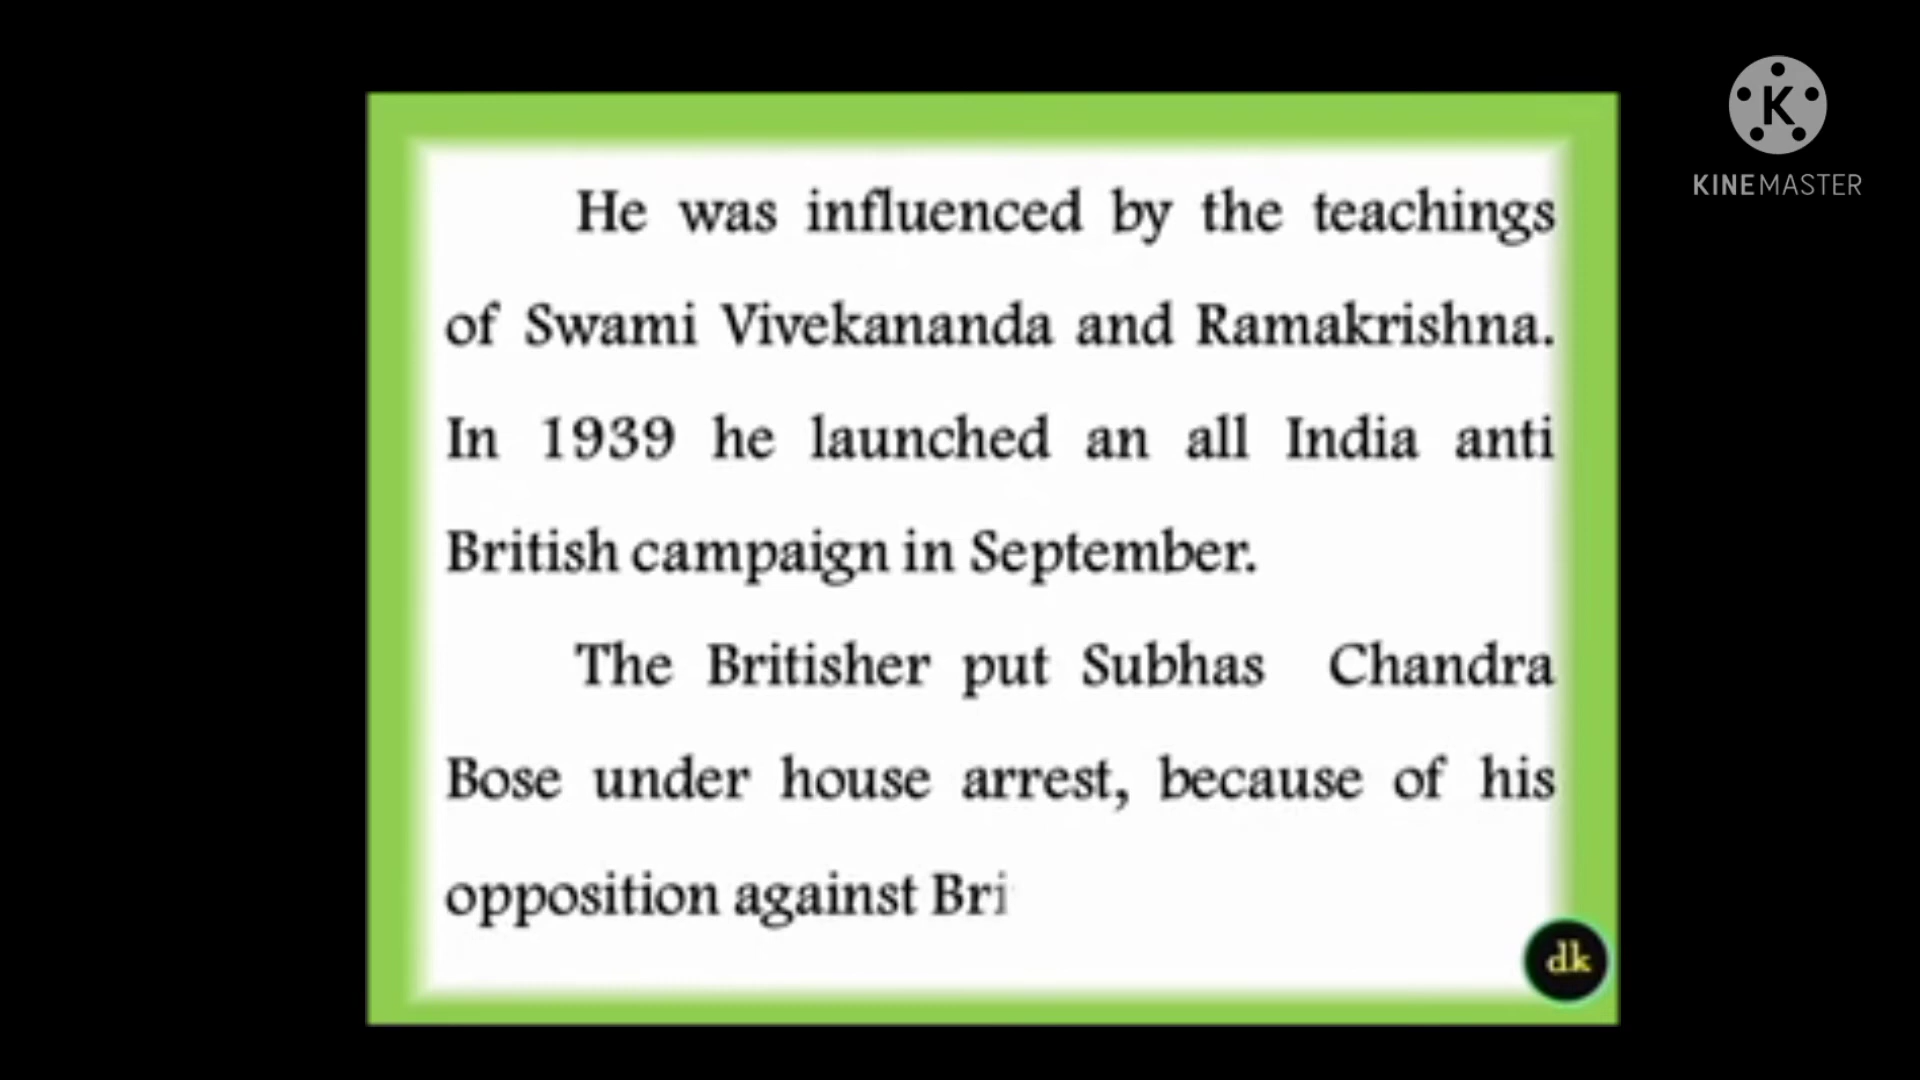 K
KINEMASTER
He was influenced by the teachings
of Swami Vivekananda and Ramakrishna.
In 1939 he launched an all India anti
British campaign in September.
The Britisher put Subhas Chandra
Bose under house arrest, because of his
opposition against Bri
dk